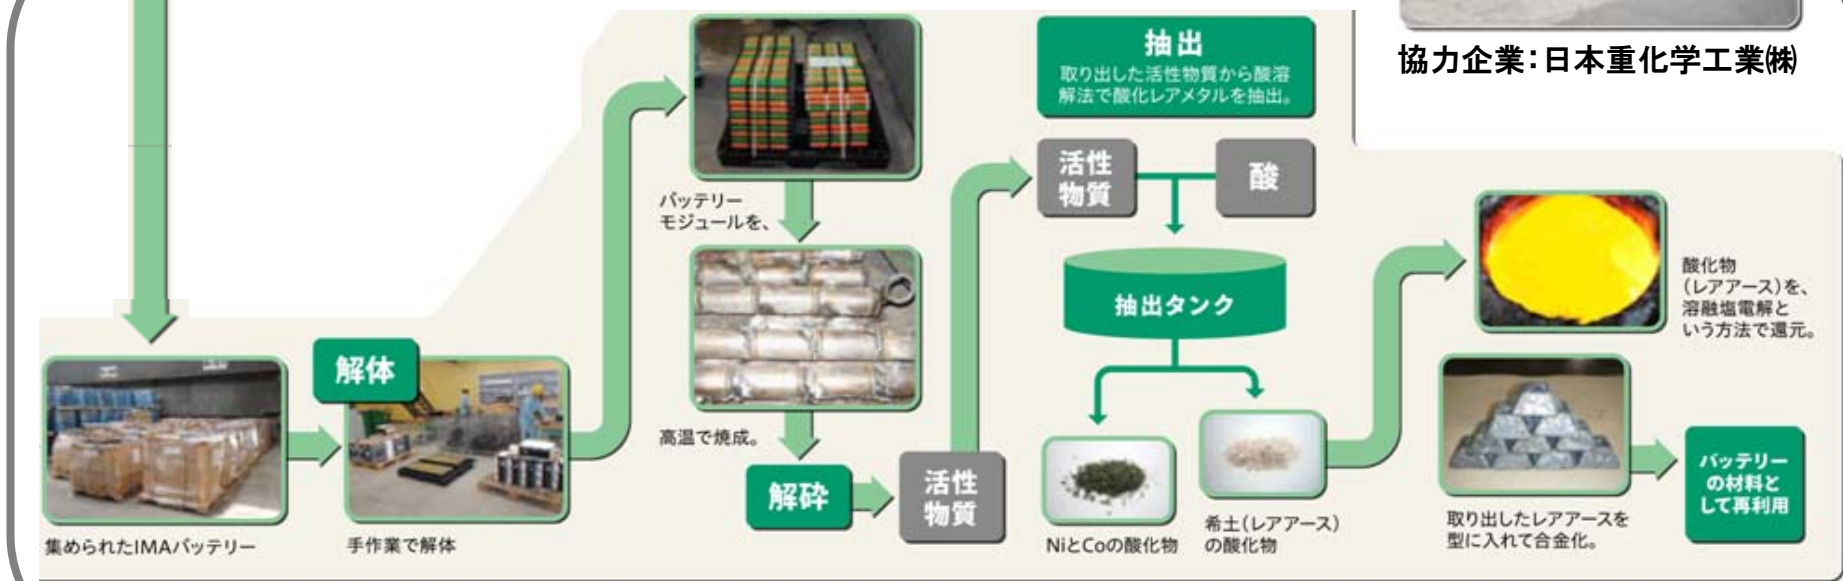 協力企業：日本重化学工業㈱
集められたIMAバッテリー
解体
手作業で解体
バッテリー
モジュールを、
高温で焼成。
解砕
活性
物質
抽出
取り出した活性物質から酸溶
解法で酸化レアメタルを抽出。
活性
物質
酸
抽出タンク
NiとCoの酸化物
希土（レアアース）
の酸化物
酸化物
（レアアース）を、
溶融塩電解と
いう方法で還元。
取り出したレアアースを
型に入れて合金化。
バッテリー
の材料と
して再利用